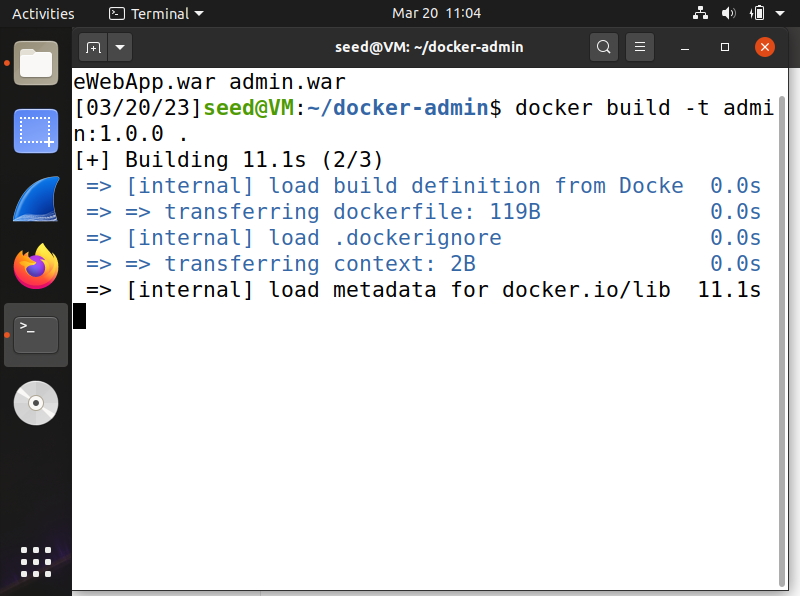 Activities Terminal Mar 20 11:04
seed@VM: ~/docker-admin
eWebApp.war admin.war
[03/20/23]seed@VM:~/docker-admin$ docker build -t admi
n:1.0.0 .
[+] Building 11.1s (2/3)
=> [internal] load build definition from Docke 0.0s
=> => transferring dockerfile: 119B 0.0s
=> [internal] load .dockerignore 0.0s
=> => transferring context: 2B 0.0s
=> [internal] load metadata for docker.io/lib 11.1s
>_